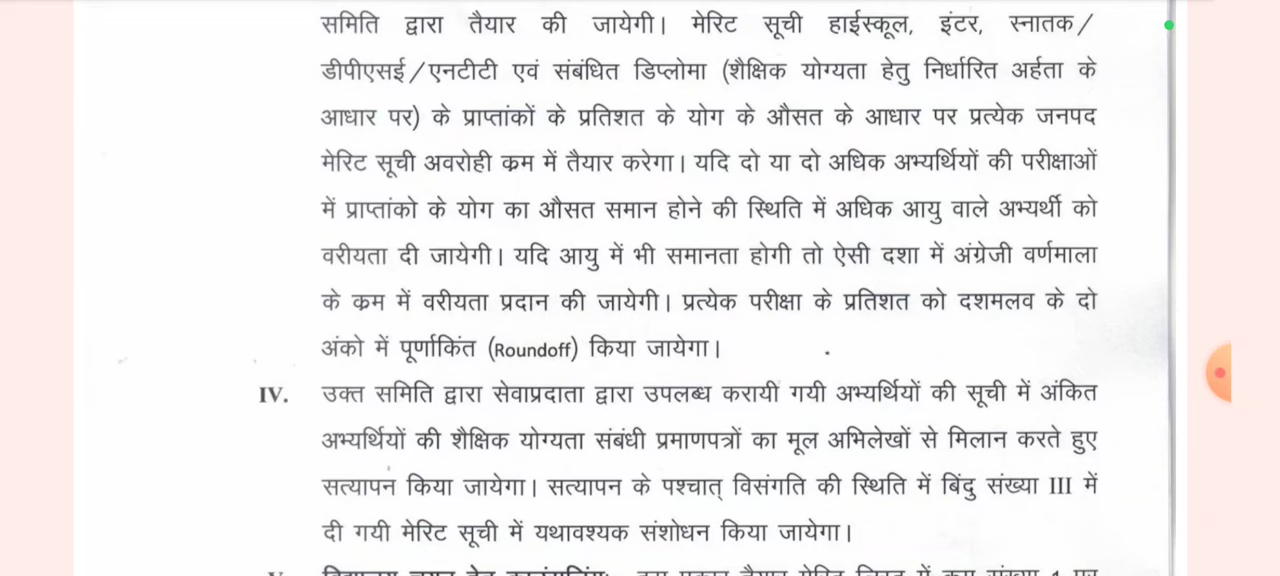 समिति द्वारा तैयार की जायेगी। मेरिट सूची हाईस्कूल, इंटर, स्नातक/
डीपीएसई/एनटीटी एवं संबंधित डिप्लोमा (शैक्षिक योग्यता हेतु निर्धारित अर्हता के
आधार पर) के प्राप्तांकों के प्रतिशत के योग के औसत के आधार पर प्रत्येक जनपद
मेरिट सूची अवरोही क्रम में तैयार करेगा। यदि दो या दो अधिक अभ्यर्थियों की परीक्षाओं
में प्राप्तांको के योग का औसत समान होने की स्थिति में अधिक आयु वाले अभ्यर्थी को
वरीयता दी जायेगी। यदि आयु में भी समानता होगी तो ऐसी दशा में अंग्रेजी वर्णमाला
के क्रम में वरीयता प्रदान की जायेगी। प्रत्येक परीक्षा के प्रतिशत को दशमलव के दो
अंको में पूर्णाकिंत (Roundoff) किया जायेगा।
IV. उक्त समिति द्वारा सेवाप्रदाता द्वारा उपलब्ध करायी गयी अभ्यर्थियों की सूची में अंकित
अभ्यर्थियों की शैक्षिक योग्यता संबंधी प्रमाणपत्रों का मूल अभिलेखों से मिलान करते हुए
सत्यापन किया जायेगा। सत्यापन के पश्चात् विसंगति की स्थिति में बिंदु संख्या III में
दी गयी मेरिट सूची में यथावश्यक संशोधन किया जायेगा।